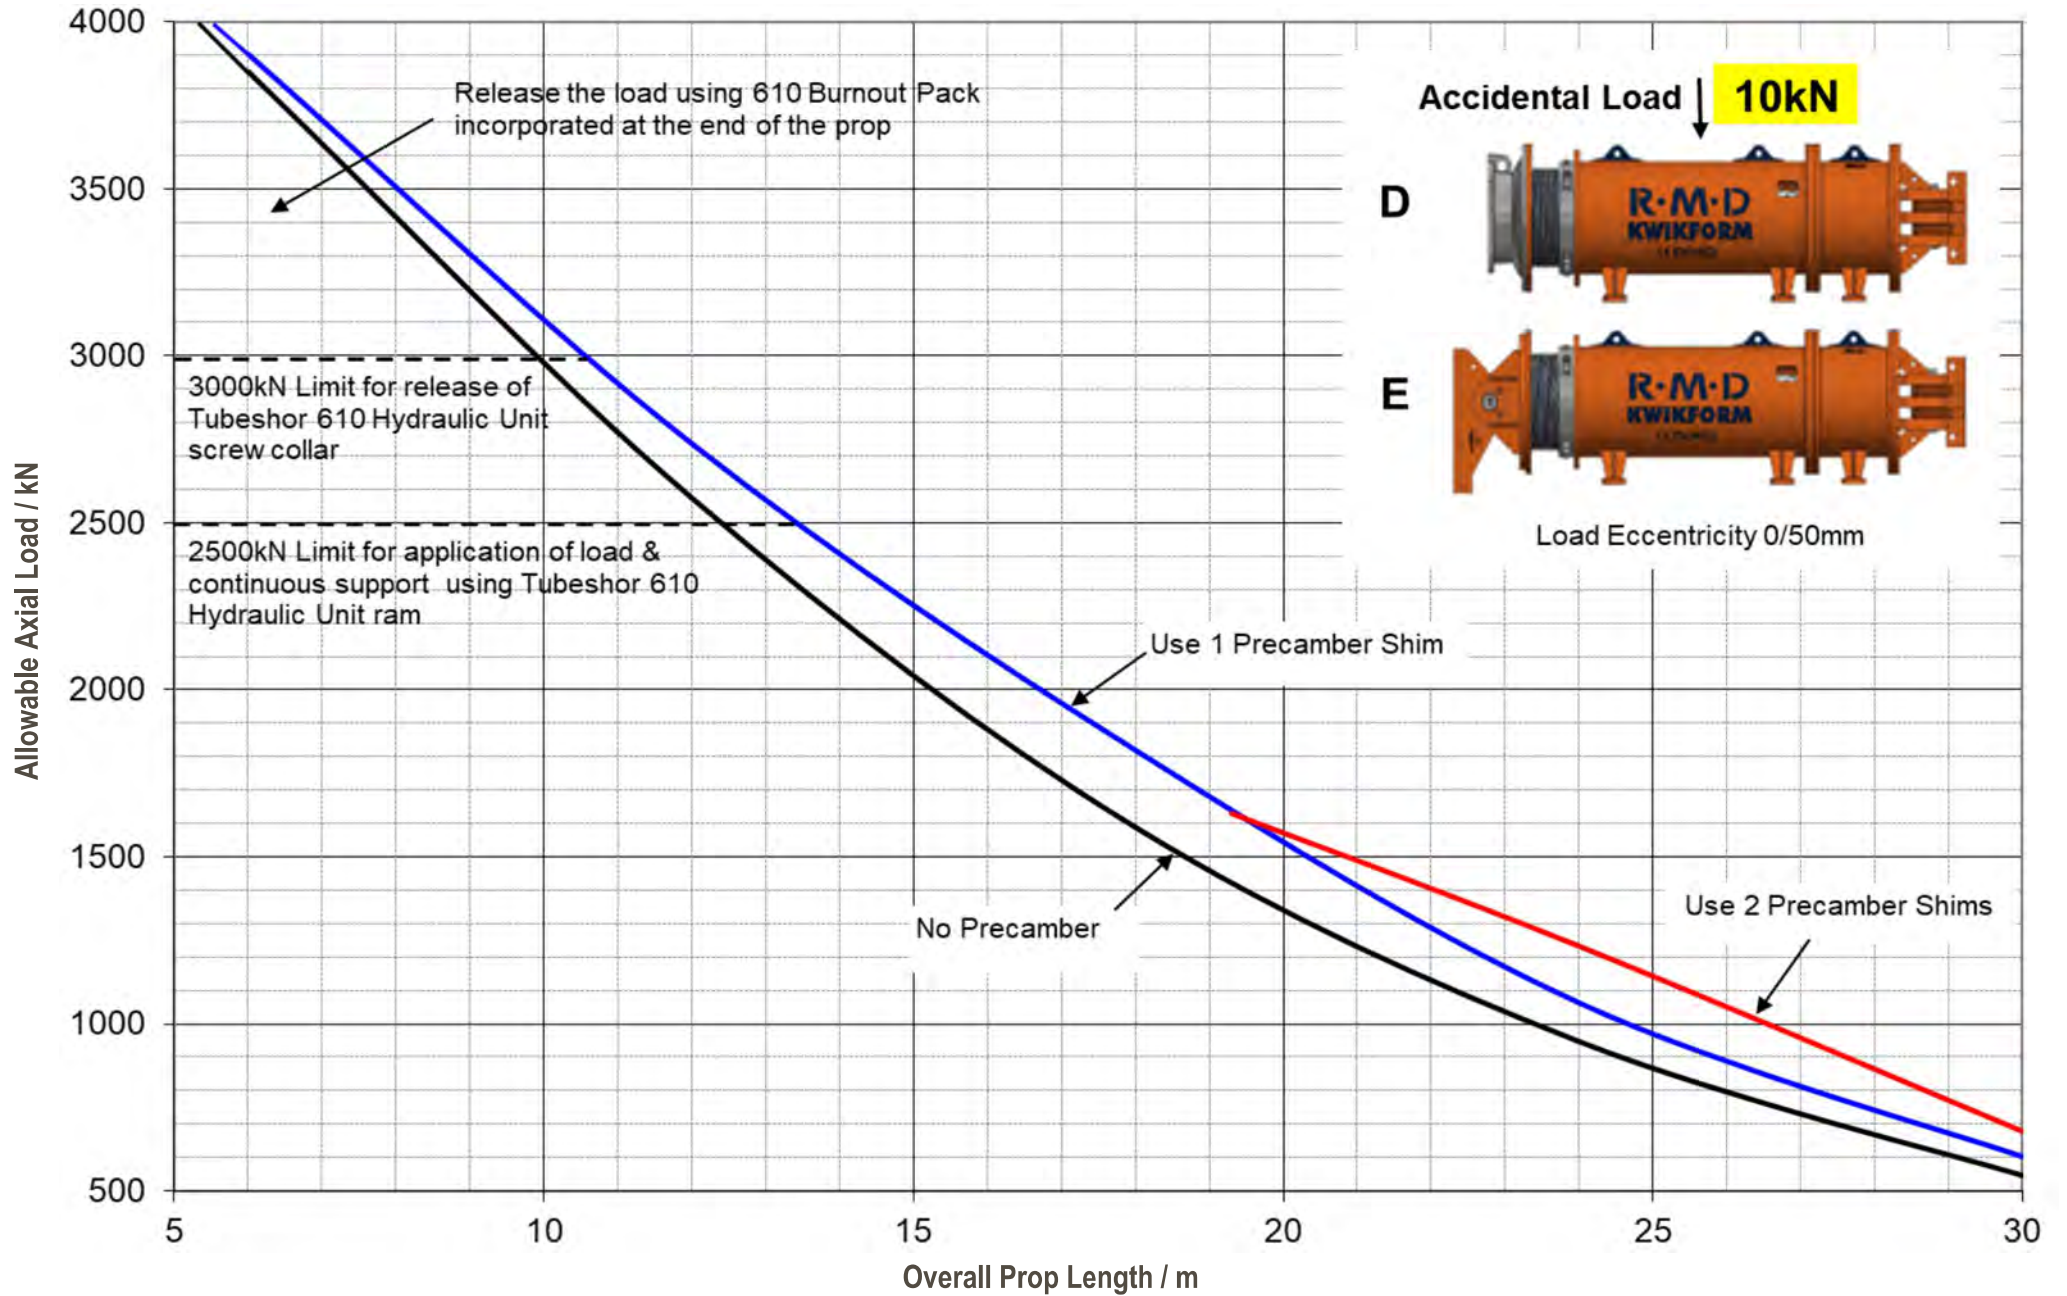 4000
3500
3000
2500
2000
1500
1000
500
5
10
15
20
25
30
Allowable Axial Load / kN
Overall Prop Length / m
Release the load using 610 Burnout Pack
incorporated at the end of the prop
3000kN Limit for release of
Tubeshor 610 Hydraulic Unit
screw collar
2500kN Limit for application of load &
continuous support using Tubeshor 610
Hydraulic Unit ram
Accidental Load
10kN
D
R·M·D
KWIKFORM
E
R·M·D
KWIKFORM
Load Eccentricity 0/50mm
Use 1 Precamber Shim
No Precamber
Use 2 Precamber Shims